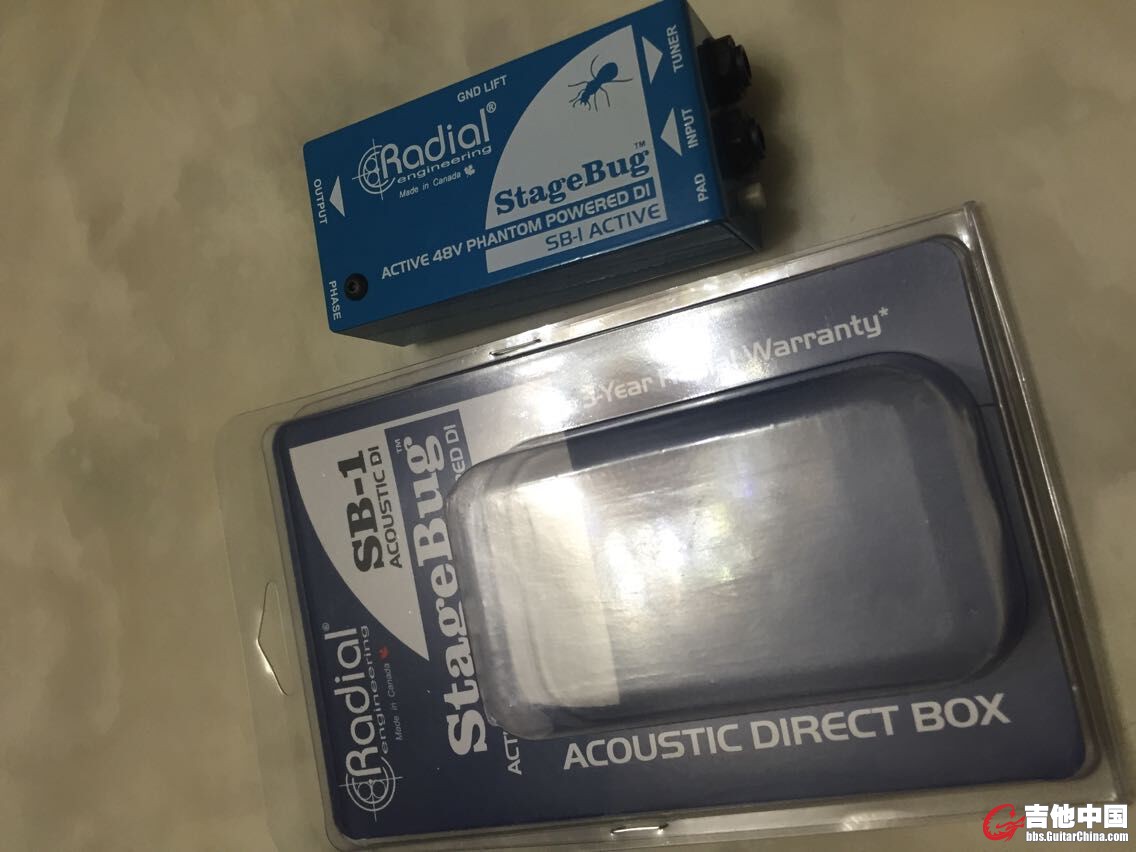 GND LIFT
TUNER
Radial®
engineering
Made in Canada
INPUT
StageBug™
OUTPUT
PAD
ACTIVE 48V PHANTOM POWERED DI
SB-1 ACTIVE
PHASE
3-Year Warranty*
SB-1
ACOUSTIC DI
StageBug™
Radial®
engineering
Made in Canada
ACOUSTIC DIRECT BOX
吉他中国
bbs.GuitarChina.com